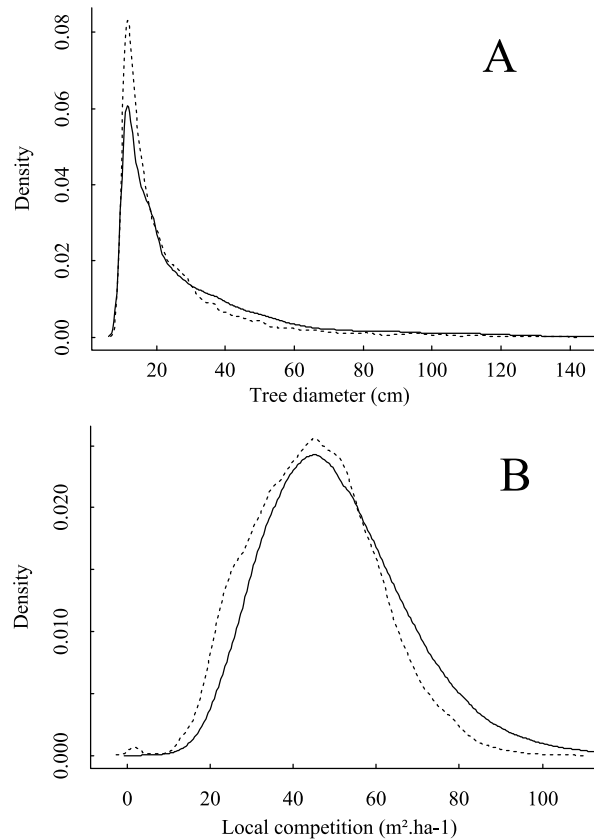 A
Density
0.00 0.02 0.04 0.06 0.08
20 40 60 80 100 120 140
Tree diameter (cm)
B
Density
0.000 0.010 0.020
0 20 40 60 80 100
Local competition (m².ha-1)